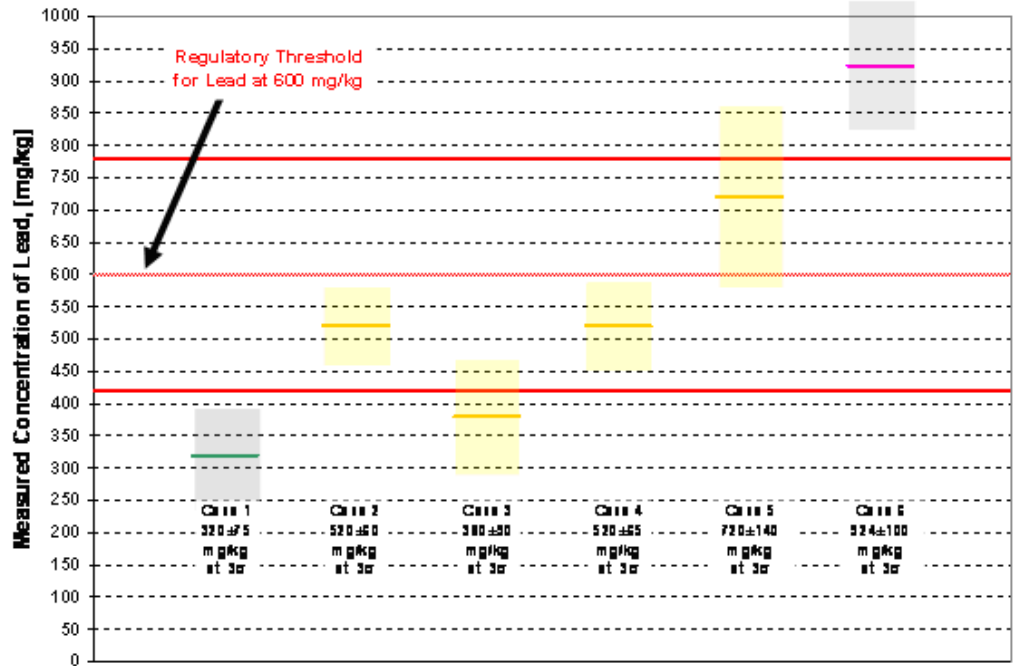 Measured Concentration of Lead, [mg/kg]
1000
950
900
850
800
750
700
650
600
550
500
450
400
350
300
250
200
150
100
50
0
Regulatory Threshold
for Lead at 600 mg/kg
Case 1
320±75
mg/kg
at 3σ
Case 2
520±60
mg/kg
at 3σ
Case 3
380±90
mg/kg
at 3σ
Case 4
520±65
mg/kg
at 3σ
Case 5
720±140
mg/kg
at 3σ
Case 6
924±100
mg/kg
at 3σ